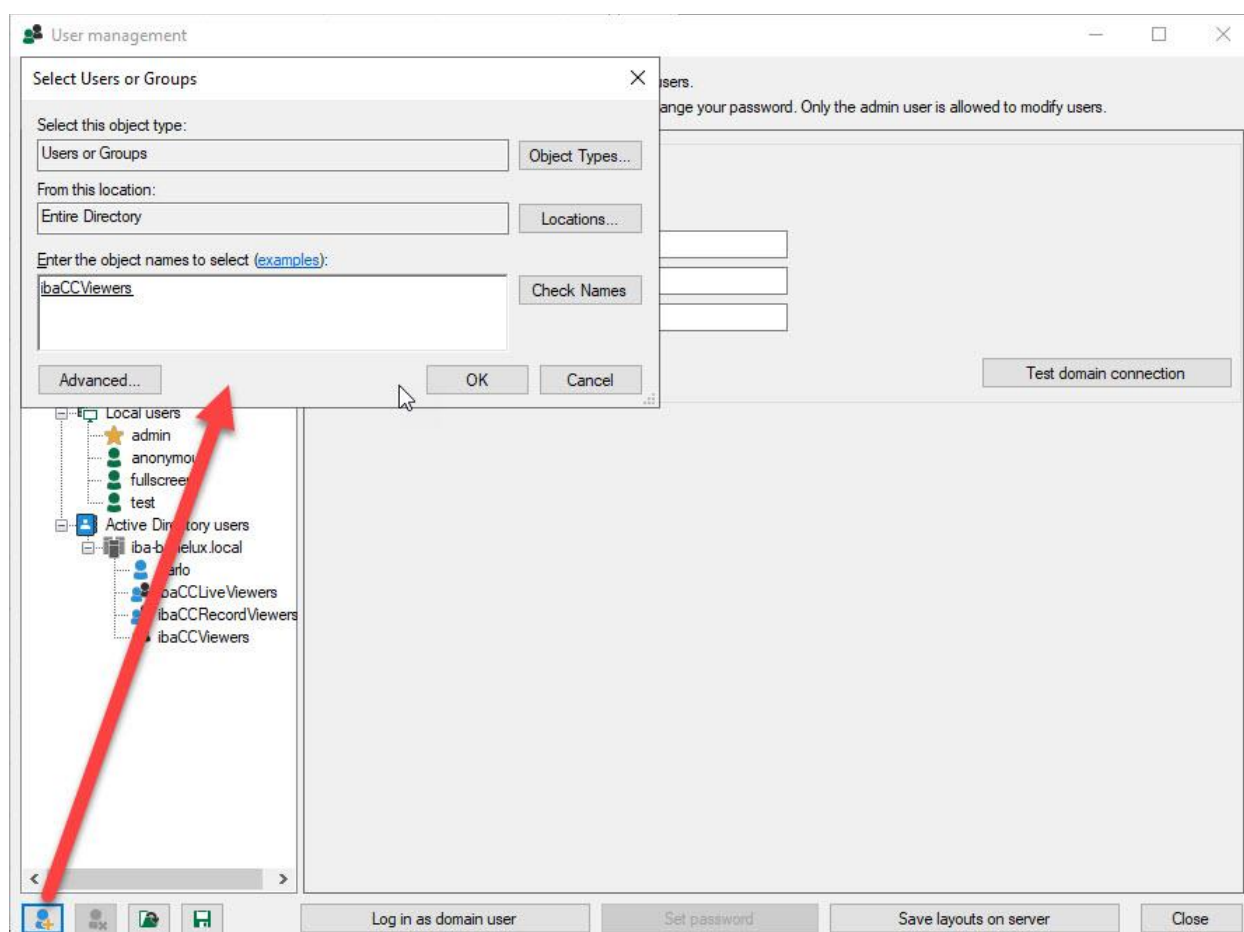 User management
Select Users or Groups
users.
ange your password. Only the admin user is allowed to modify users.
Select this object type:
Users or Groups
Object Types...
From this location:
Entire Directory
Locations...
Enter the object names to select (examples):
ibaCCViewers
Check Names
Advanced...
OK
Cancel
Test domain connection
Local users
admin
fullscreen
test
Active Directory users
ibaCCLiveViewers
ibaCCRecordViewers
ibaCCViewers
Log in as domain user
Set password
Save layouts on server
Close